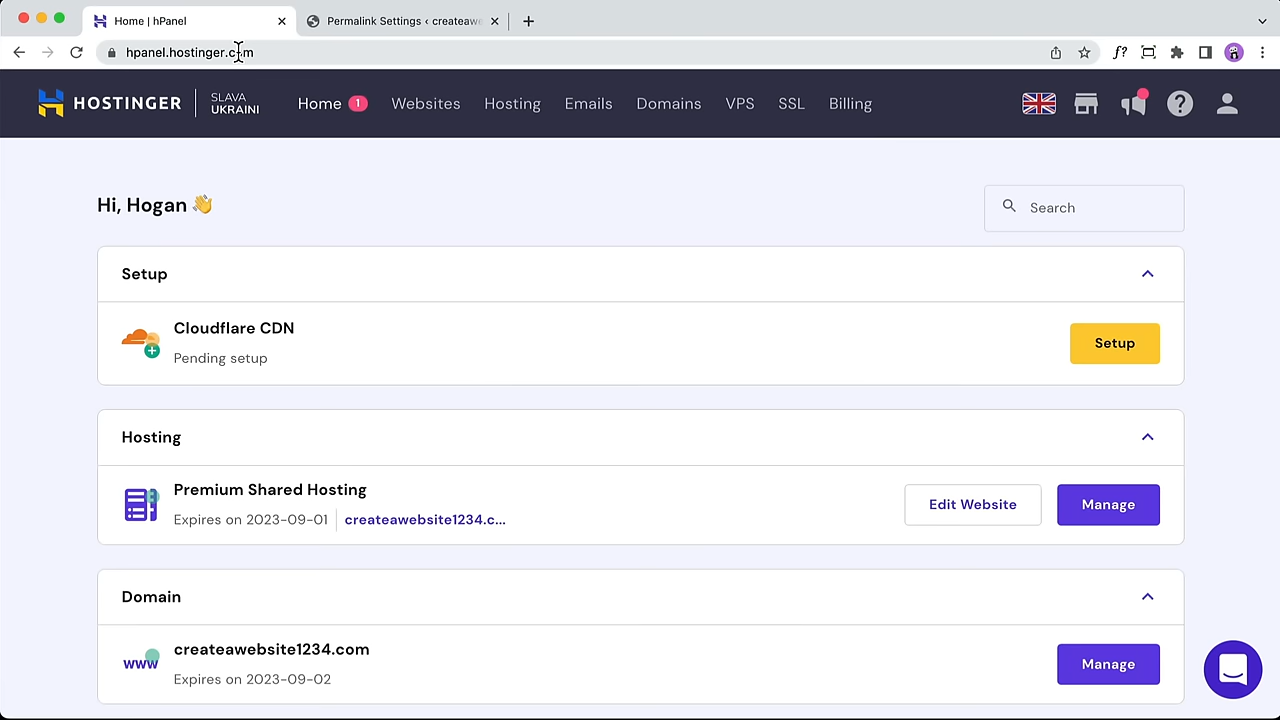 Home | hPanel
Permalink Settings ‹ createaw
hpanel.hostinger.com
f?
HOSTINGER
SLAVA
UKRAINI
Home 1
Websites
Hosting
Emails
Domains
VPS
SSL
Billing
Hi, Hogan 👋
Search
Setup
Cloudflare CDN
Pending setup
Setup
Hosting
Premium Shared Hosting
Expires on 2023-09-01
createawebsite1234.c...
Edit Website
Manage
Domain
www
createawebsite1234.com
Expires on 2023-09-02
Manage